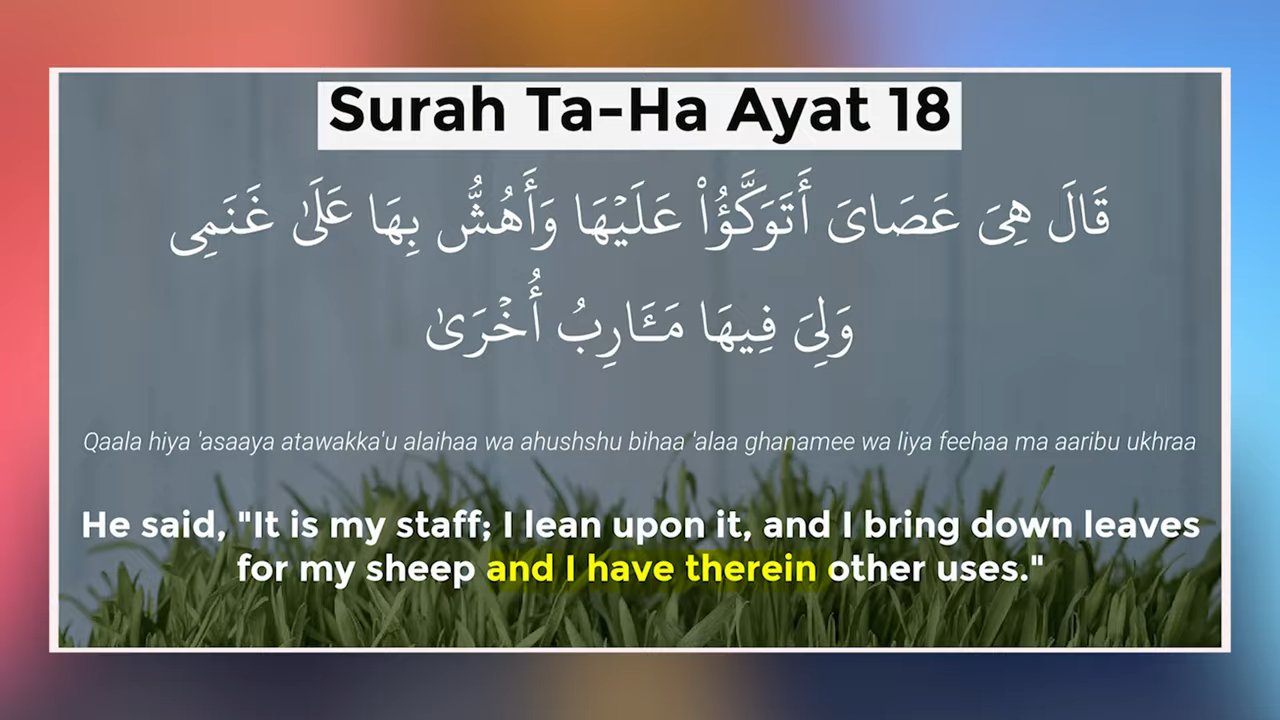 Surah Ta-Ha Ayat 18
قَالَ هِىَ عَصَاىَ أَتَوَكَّؤُا۟ عَلَيْهَا وَأَهُشُّ بِهَا عَلَىٰ غَنَمِى
وَلِىَ فِيهَا مَـَٔارِبُ أُخْرَىٰ
Qaala hiya 'asaaya atawakka'u alaihaa wa ahushshu bihaa 'alaa ghanamee wa liya feehaa ma aaribu ukhraa
He said, "It is my staff; I lean upon it, and I bring down leaves
for my sheep and I have therein other uses."